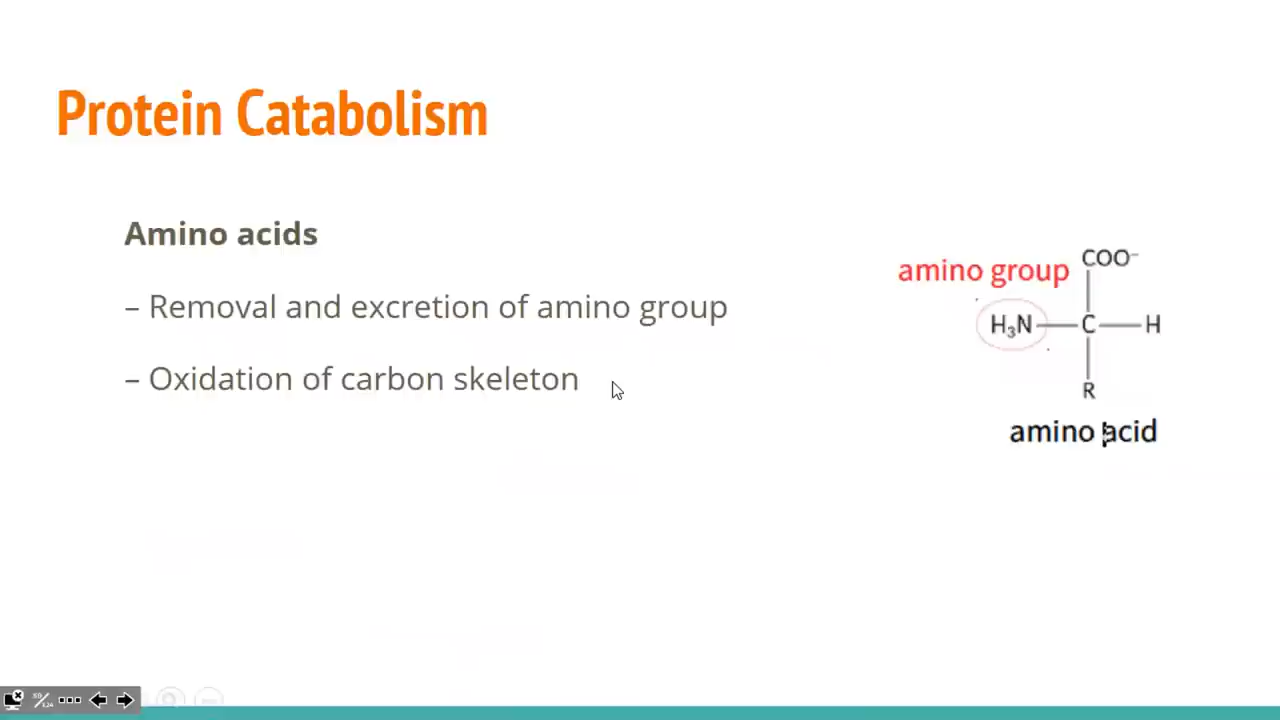 Protein Catabolism
Amino acids
– Removal and excretion of amino group
– Oxidation of carbon skeleton
amino group
COO⁻
H₃N
C
H
R
amino acid